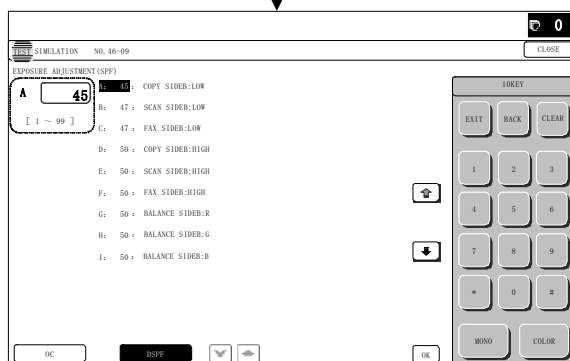 0
TEST SIMULATION NO. 46-09
CLOSE
EXPOSURE ADJUSTMENT(SPF)
A 45
[ 1 ～ 99 ]
A: 45 : COPY SIDEB:LOW
B: 47 : SCAN SIDEB:LOW
C: 47 : FAX SIDEB:LOW
D: 50 : COPY SIDEB:HIGH
E: 50 : SCAN SIDEB:HIGH
F: 50 : FAX SIDEB:HIGH
G: 50 : BALANCE SIDEB:R
H: 50 : BALANCE SIDEB:G
I: 50 : BALANCE SIDEB:B
10KEY
EXIT BACK CLEAR
1 2 3
4 5 6
7 8 9
* 0 #
MONO COLOR
OC DSPF OK